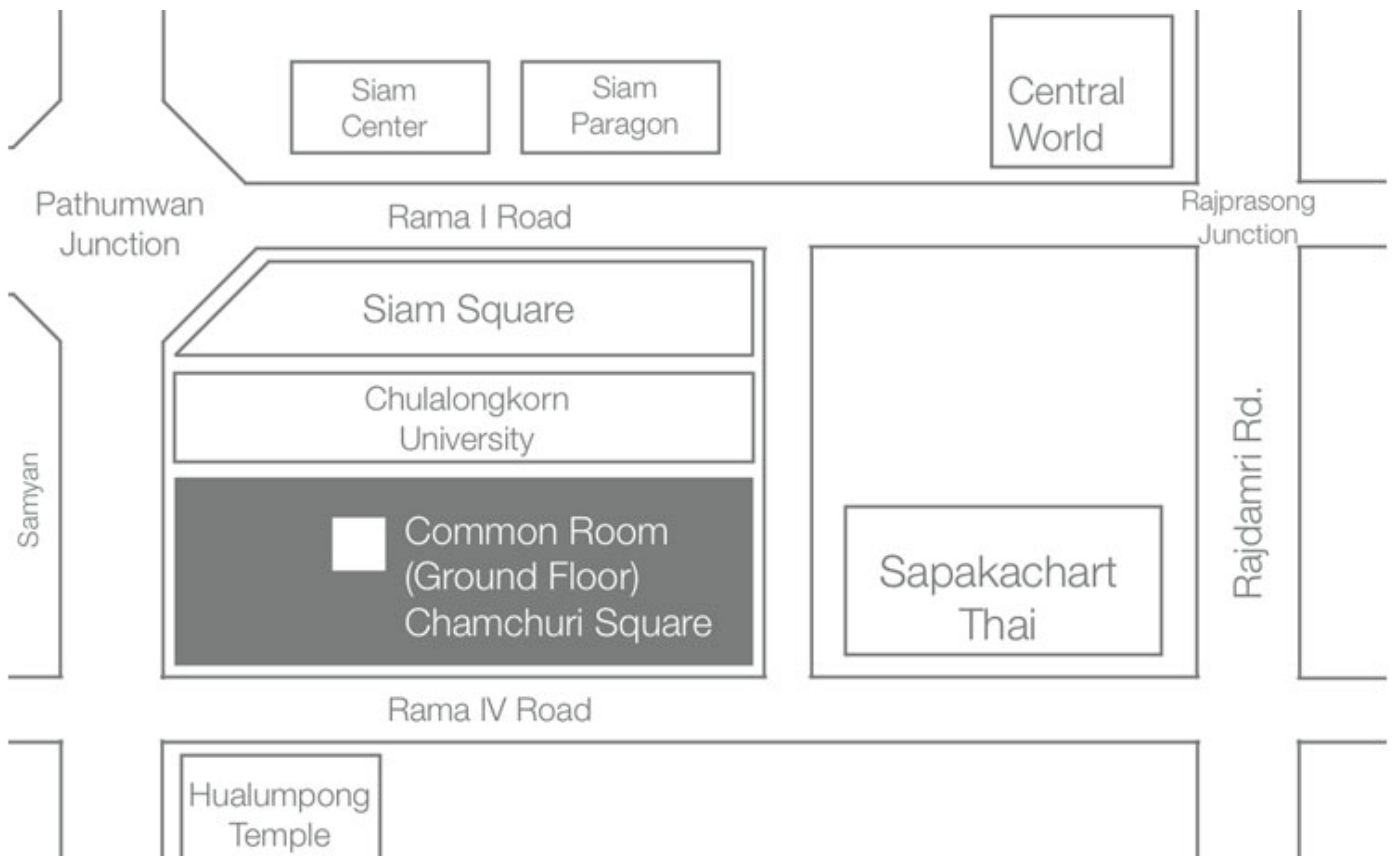 Siam
Center
Siam
Paragon
Central
World
Pathumwan
Junction
Rama I Road
Rajprasong
Junction
Siam Square
Chulalongkorn
University
Samyan
Common Room
(Ground Floor)
Chamchuri Square
Sapakachart
Thai
Rajdamri Rd.
Rama IV Road
Hualumpong
Temple